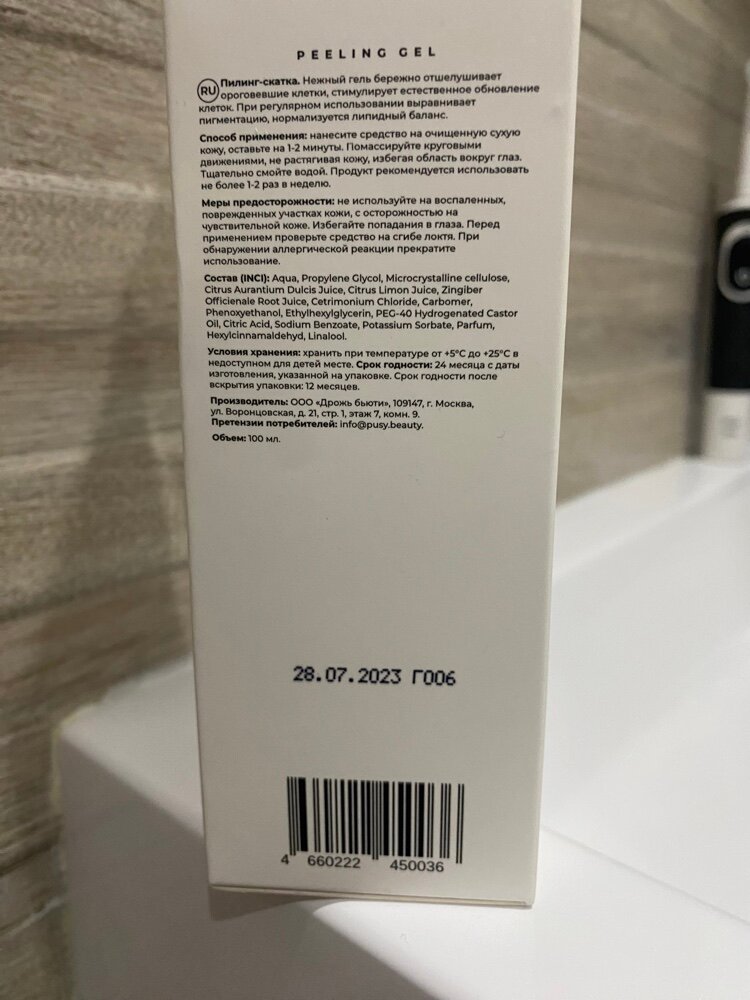 PEELING GEL
RU Пилинг-скатка. Нежный гель бережно отшелушивает
ороговевшие клетки, стимулирует естественное обновление
клеток. При регулярном использовании выравнивает
пигментацию, нормализуется липидный баланс.
Способ применения: нанесите средство на очищенную сухую
кожу, оставьте на 1-2 минуты. Помассируйте круговыми
движениями, не растягивая кожу, избегая область вокруг глаз.
Тщательно смойте водой. Продукт рекомендуется использовать
не более 1-2 раз в неделю.
Меры предосторожности: не используйте на воспаленных,
поврежденных участках кожи, с осторожностью на
чувствительной коже. Избегайте попадания в глаза. Перед
применением проверьте средство на сгибе локтя. При
обнаружении аллергической реакции прекратите
использование.
Состав (INCI): Aqua, Propylene Glycol, Microcrystalline cellulose,
Citrus Aurantium Dulcis Juice, Citrus Limon Juice, Zingiber
Officienale Root Juice, Cetrimonium Chloride, Carbomer,
Phenoxyethanol, Ethylhexylglycerin, PEG-40 Hydrogenated Castor
Oil, Citric Acid, Sodium Benzoate, Potassium Sorbate, Parfum,
Hexylcinnamaldehyd, Linalool.
Условия хранения: хранить при температуре от +5°C до +25°C в
недоступном для детей месте. Срок годности: 24 месяца с даты
изготовления, указанной на упаковке. Срок годности после
вскрытия упаковки: 12 месяцев.
Производитель: ООО «Дрожь бьюти», 109147, г. Москва,
ул. Воронцовская, д. 21, стр. 1, этаж 7, комн. 9.
Претензии потребителей: info@pusy.beauty.
Объем: 100 мл.
28.07.2023 Г006
4 660222 450036